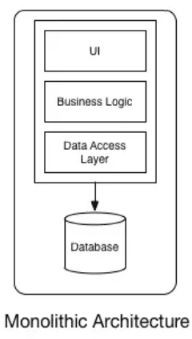 UI
Business Logic
Data Access
Layer
Database
Monolithic Architecture